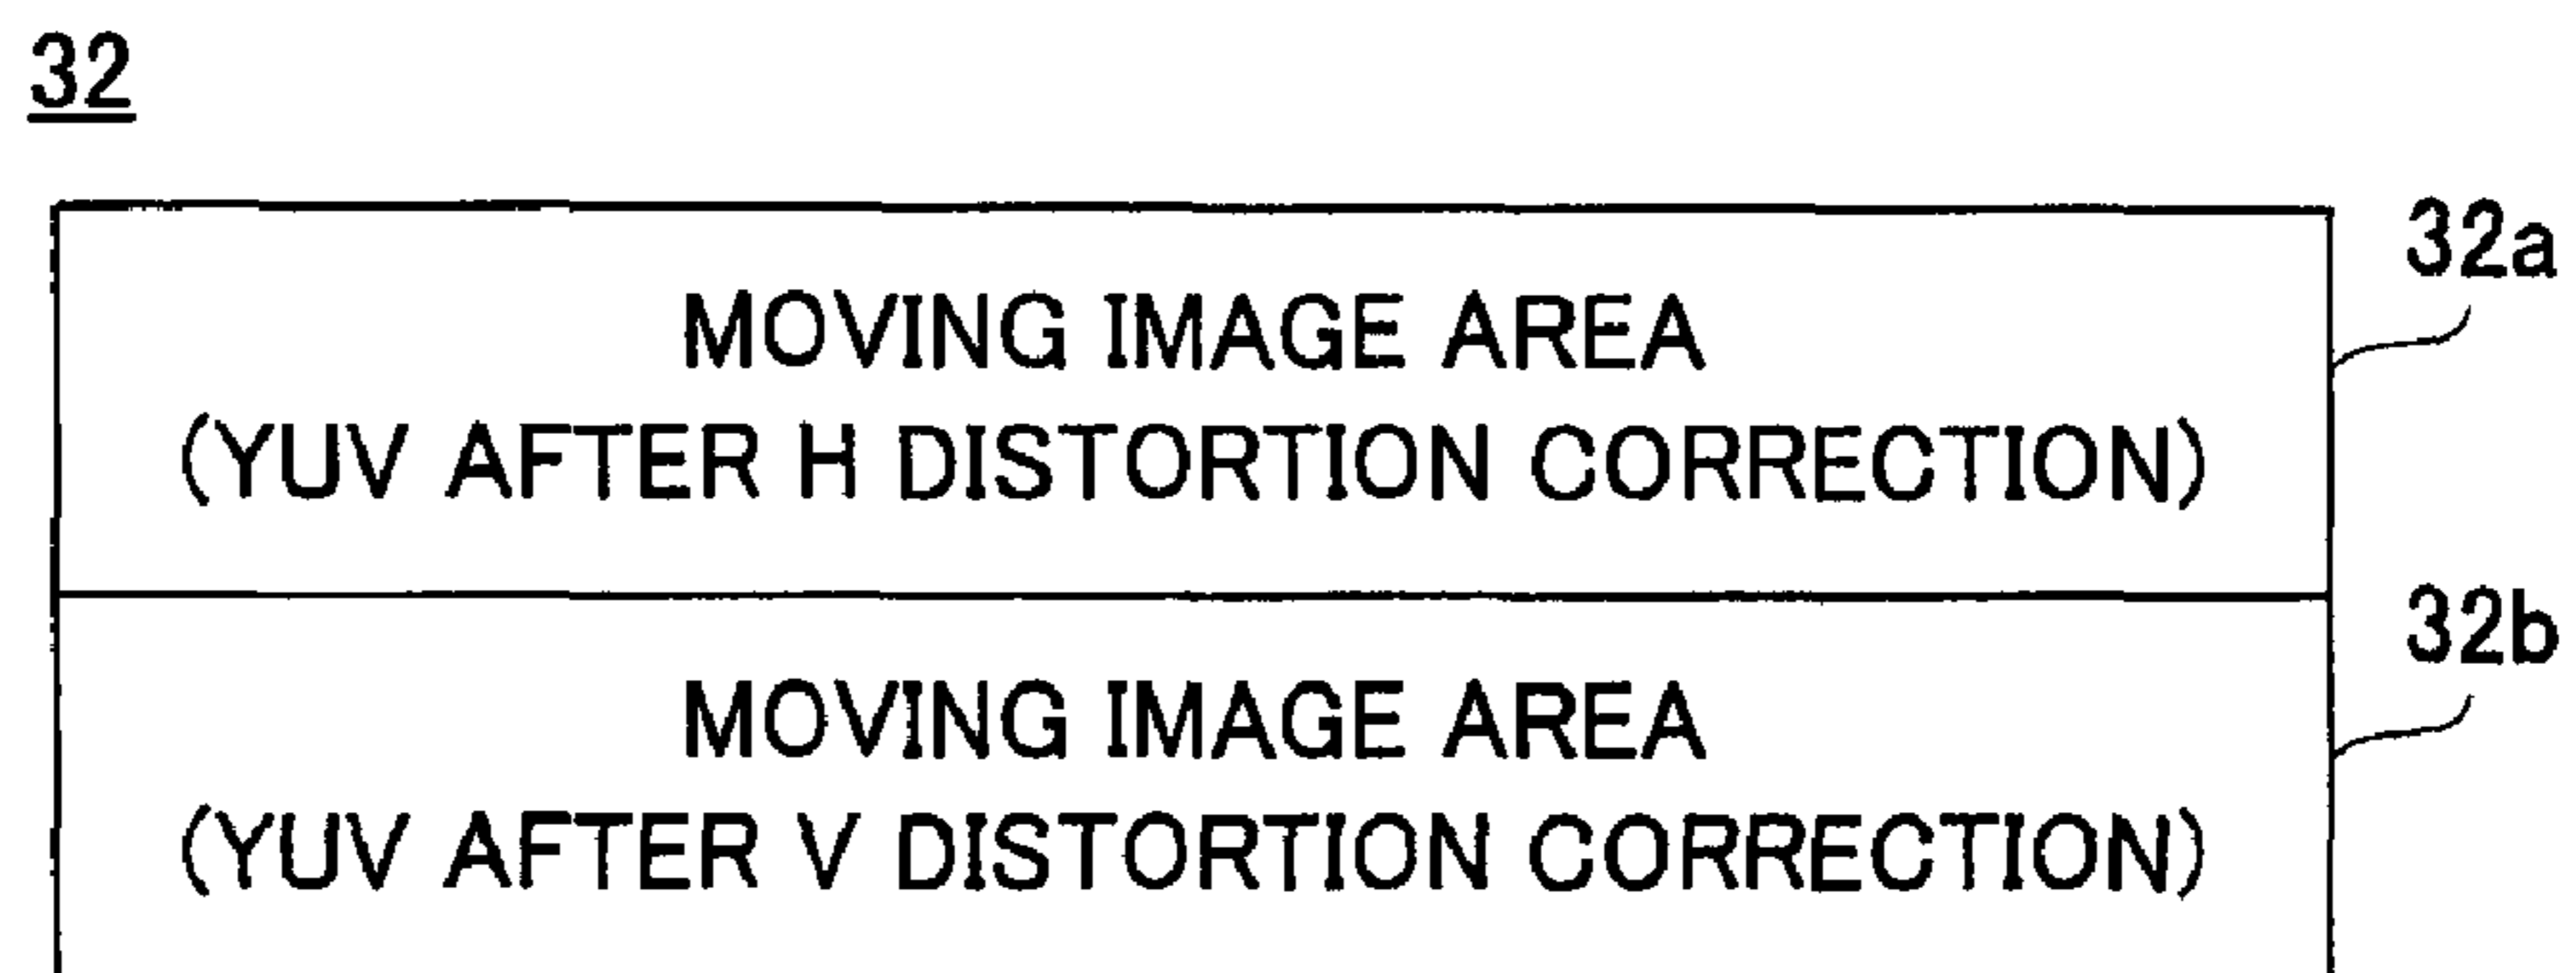 32
32a
MOVING IMAGE AREA
(YUV AFTER H DISTORTION CORRECTION)
32b
MOVING IMAGE AREA
(YUV AFTER V DISTORTION CORRECTION)